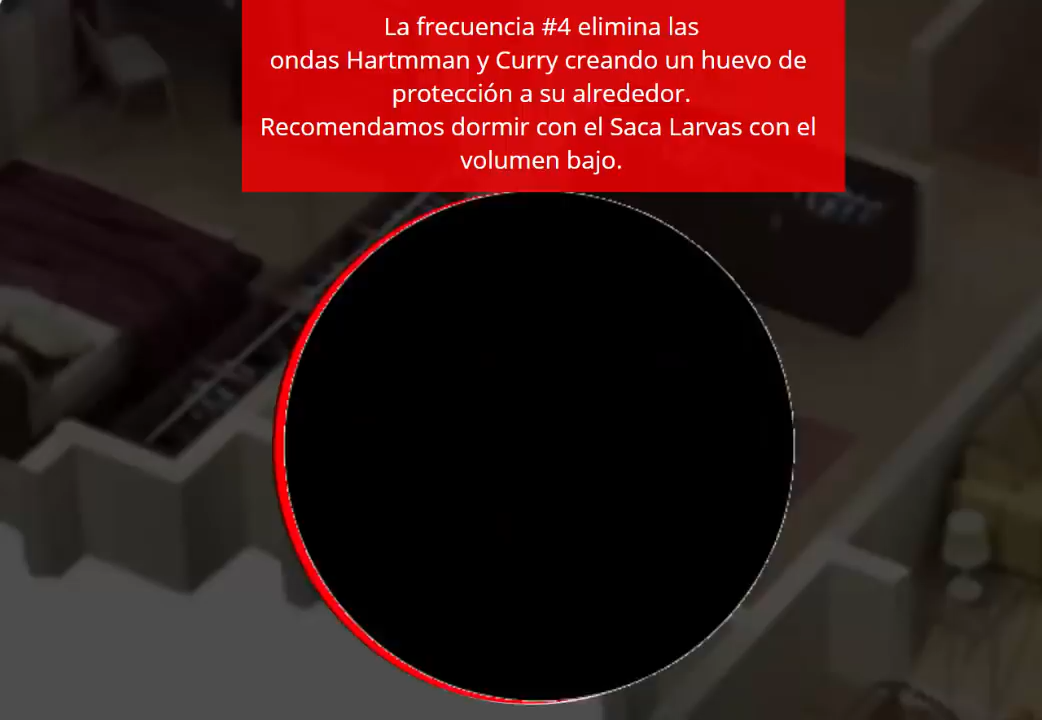 La frecuencia #4 elimina las
ondas Hartmman y Curry creando un huevo de
protección a su alrededor.
Recomendamos dormir con el Saca Larvas con el
volumen bajo.